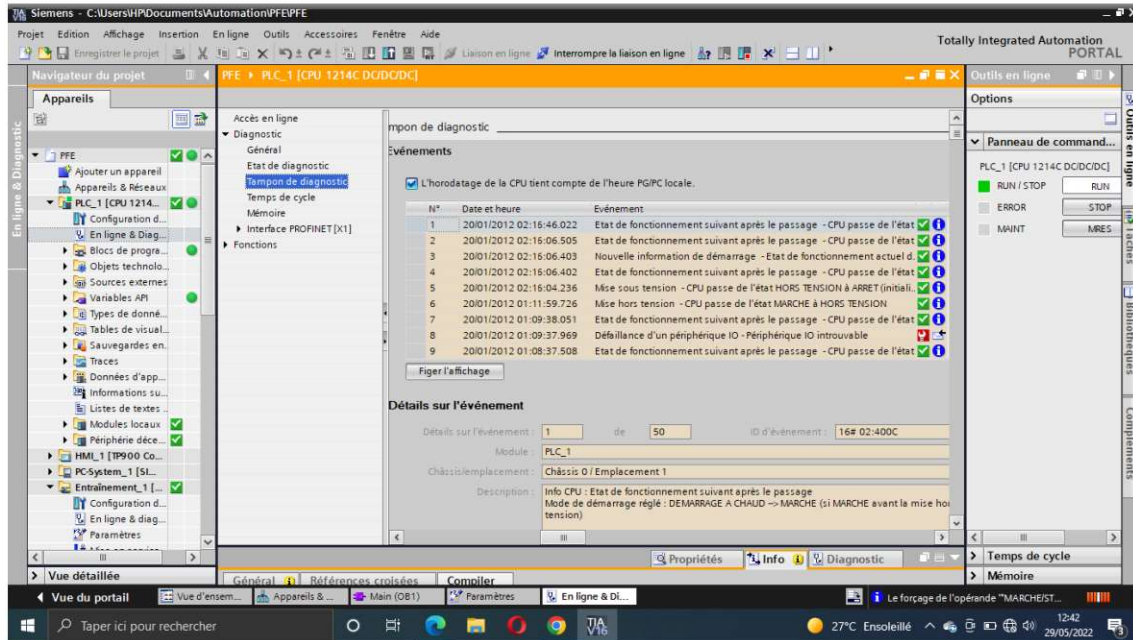 Siemens - C:\Users\HP\Documents\Automation\PFE\PFE
Projet Edition Affichage Insertion En ligne Outils Accessoires Fenêtre Aide
Totally Integrated Automation
PORTAL
Enregistrer le projet
Liaison en ligne
Interrompre la liaison en ligne
Navigateur du projet
PFE
PLC_1 [CPU 1214C DC/DC/DC]
Outils en ligne
Appareils
Options
En ligne & Diagnostic
PFE
Ajouter un appareil
Appareils & Réseaux
PLC_1 [CPU 1214...
Configuration d...
En ligne & Diag...
Blocs de progra...
Objets technolo...
Sources externes
Variables API
Types de donné...
Tables de visual...
Sauvegardes en...
Traces
Données d'app...
Informations su...
Listes de textes ...
Modules locaux
Périphérie déce...
HMI_1 [TP900 Co...
PC-System_1 [SI...
Entraînement_1 [...
Configuration d...
En ligne & diag...
Paramètres
Vue détaillée
Accès en ligne
Diagnostic
Général
Etat de diagnostic
Tampon de diagnostic
Temps de cycle
Mémoire
Interface PROFINET [X1]
Fonctions
mpon de diagnostic
Evénements
L'horodatage de la CPU tient compte de l'heure PG/PC locale.
N° Date et heure Evénement
1 20/01/2012 02:16:46.022 Etat de fonctionnement suivant après le passage - CPU passe de l'état
2 20/01/2012 02:16:06.505 Etat de fonctionnement suivant après le passage - CPU passe de l'état
3 20/01/2012 02:16:06.403 Nouvelle information de démarrage - Etat de fonctionnement actuel d.
4 20/01/2012 02:16:06.402 Etat de fonctionnement suivant après le passage - CPU passe de l'état
5 20/01/2012 02:16:04.236 Mise sous tension - CPU passe de l'état HORS TENSION à ARRET (initiali..
6 20/01/2012 01:11:59.726 Mise hors tension - CPU passe de l'état MARCHE à HORS TENSION
7 20/01/2012 01:09:38.051 Etat de fonctionnement suivant après le passage - CPU passe de l'état
8 20/01/2012 01:09:37.969 Défaillance d'un périphérique IO - Périphérique IO introuvable
9 20/01/2012 01:08:37.508 Etat de fonctionnement suivant après le passage - CPU passe de l'état
Figer l'affichage
Détails sur l'événement
Détails sur l'événement : 1 de 50 ID d'événement : 16# 02:400C
Module : PLC_1
Châssis/emplacement : Châssis 0 / Emplacement 1
Description : Info CPU : Etat de fonctionnement suivant après le passage
Mode de démarrage réglé : DEMARRAGE A CHAUD --> MARCHE (si MARCHE avant la mise hor
tension)
Propriétés Info Diagnostic
Général Références croisées Compiler
Panneau de command...
PLC_1 [CPU 1214C DC/DC/DC]
RUN / STOP RUN
ERROR STOP
MAINT MRES
Temps de cycle
Mémoire
Outils en ligne
Tâches
Bibliothèques
Compléments
Vue du portail
Vue d'ensem...
Appareils & ...
Main (OB1)
Paramètres
En ligne & Di...
Le forçage de l'opérande "MARCHE/ST...
Taper ici pour rechercher
TIA
V16
27°C Ensoleillé
12:42
29/05/2022